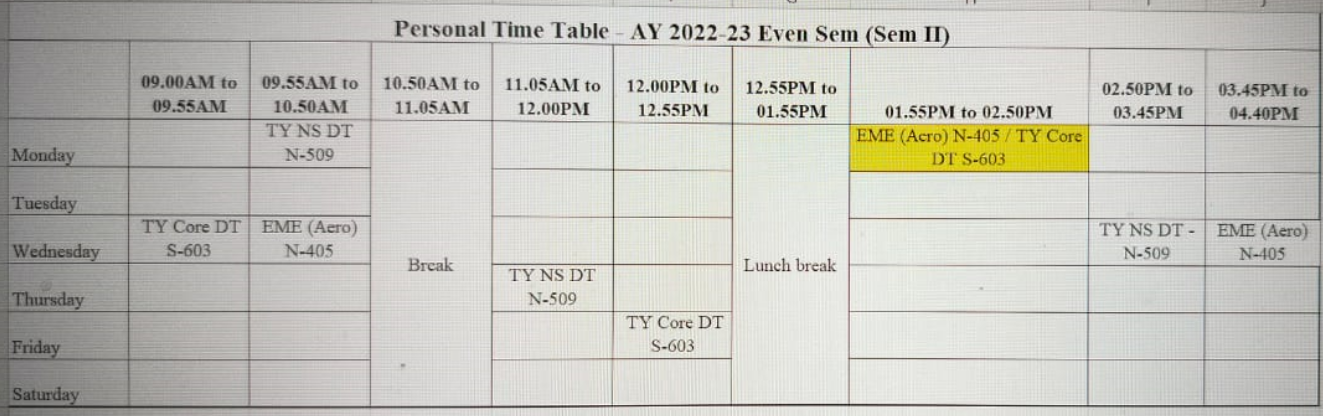 Personal Time Table - AY 2022-23 Even Sem (Sem II)
09.00AM to 09.55AM to 10.50AM to 11.05AM to 12.00PM to 12.55PM to 02.50PM to 03.45PM to
09.55AM 10.50AM 11.05AM 12.00PM 12.55PM 01.55PM 01.55PM to 02.50PM 03.45PM 04.40PM
TY NS DT EME (Aero) N-405 / TY Core
Monday N-509 DT S-603
Tuesday
TY Core DT EME (Aero) TY NS DT - EME (Aero)
Wednesday S-603 N-405 N-509 N-405
Break Lunch break
TY NS DT
Thursday N-509
TY Core DT
Friday S-603
Saturday